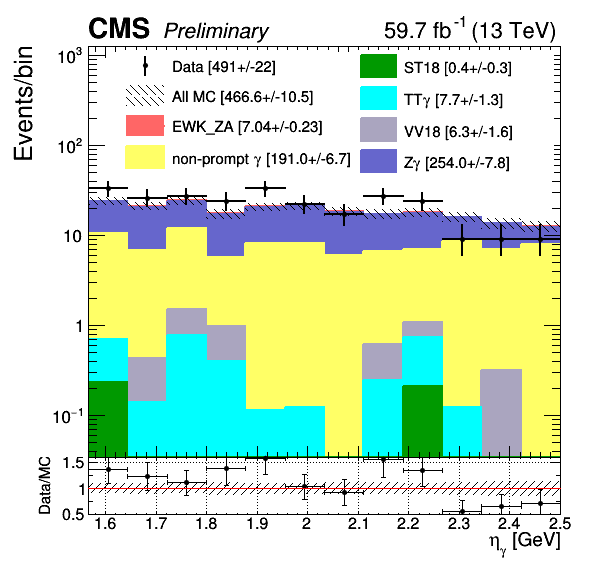 CMS Preliminary 59.7 fb⁻¹ (13 TeV)
Events/bin
10³
10²
10
1
10⁻¹
Data [491+/-22]
All MC [466.6+/-10.5]
EWK_ZA [7.04+/-0.23]
non-prompt γ [191.0+/-6.7]
ST18 [0.4+/-0.3]
TTγ [7.7+/-1.3]
VV18 [6.3+/-1.6]
Zγ [254.0+/-7.8]
Data/MC
1.5
1
0.5
1.6 1.7 1.8 1.9 2 2.1 2.2 2.3 2.4 2.5
η_γ [GeV]